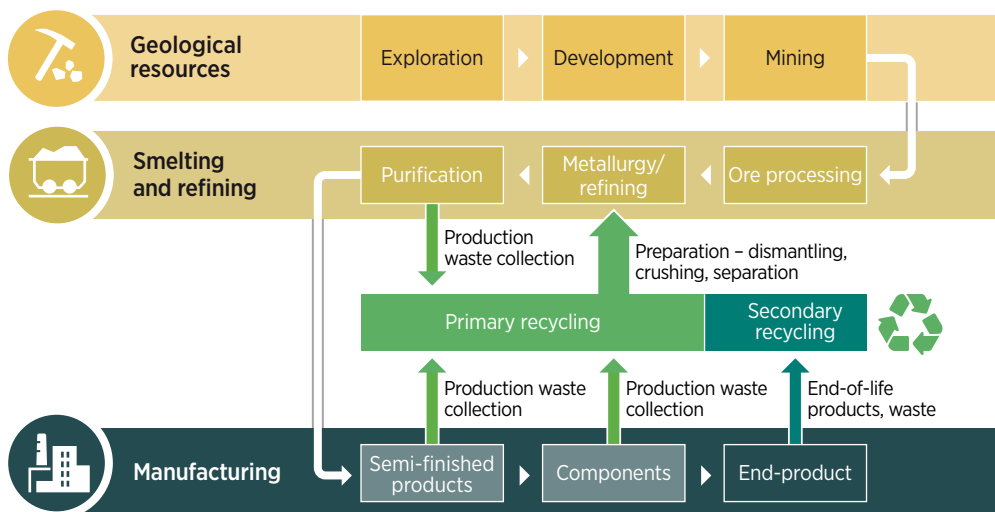 Geological
resources
Exploration
Development
Mining
Smelting
and refining
Purification
Metallurgy/
refining
Ore processing
Production
waste collection
Preparation – dismantling,
crushing, separation
Primary recycling
Secondary
recycling
Production waste
collection
Production waste
collection
End-of-life
products, waste
Manufacturing
Semi-finished
products
Components
End-product